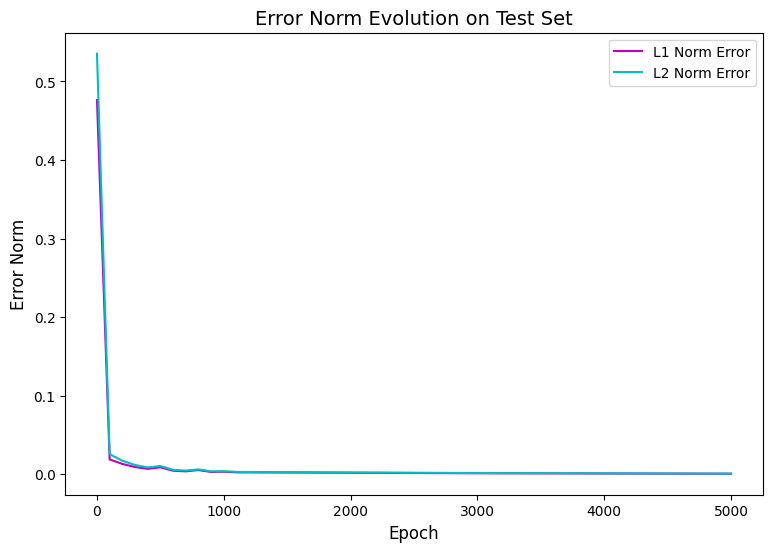 Error Norm Evolution on Test Set
L1 Norm Error
L2 Norm Error
Error Norm
0.5
0.4
0.3
0.2
0.1
0.0
0 1000 2000 3000 4000 5000
Epoch